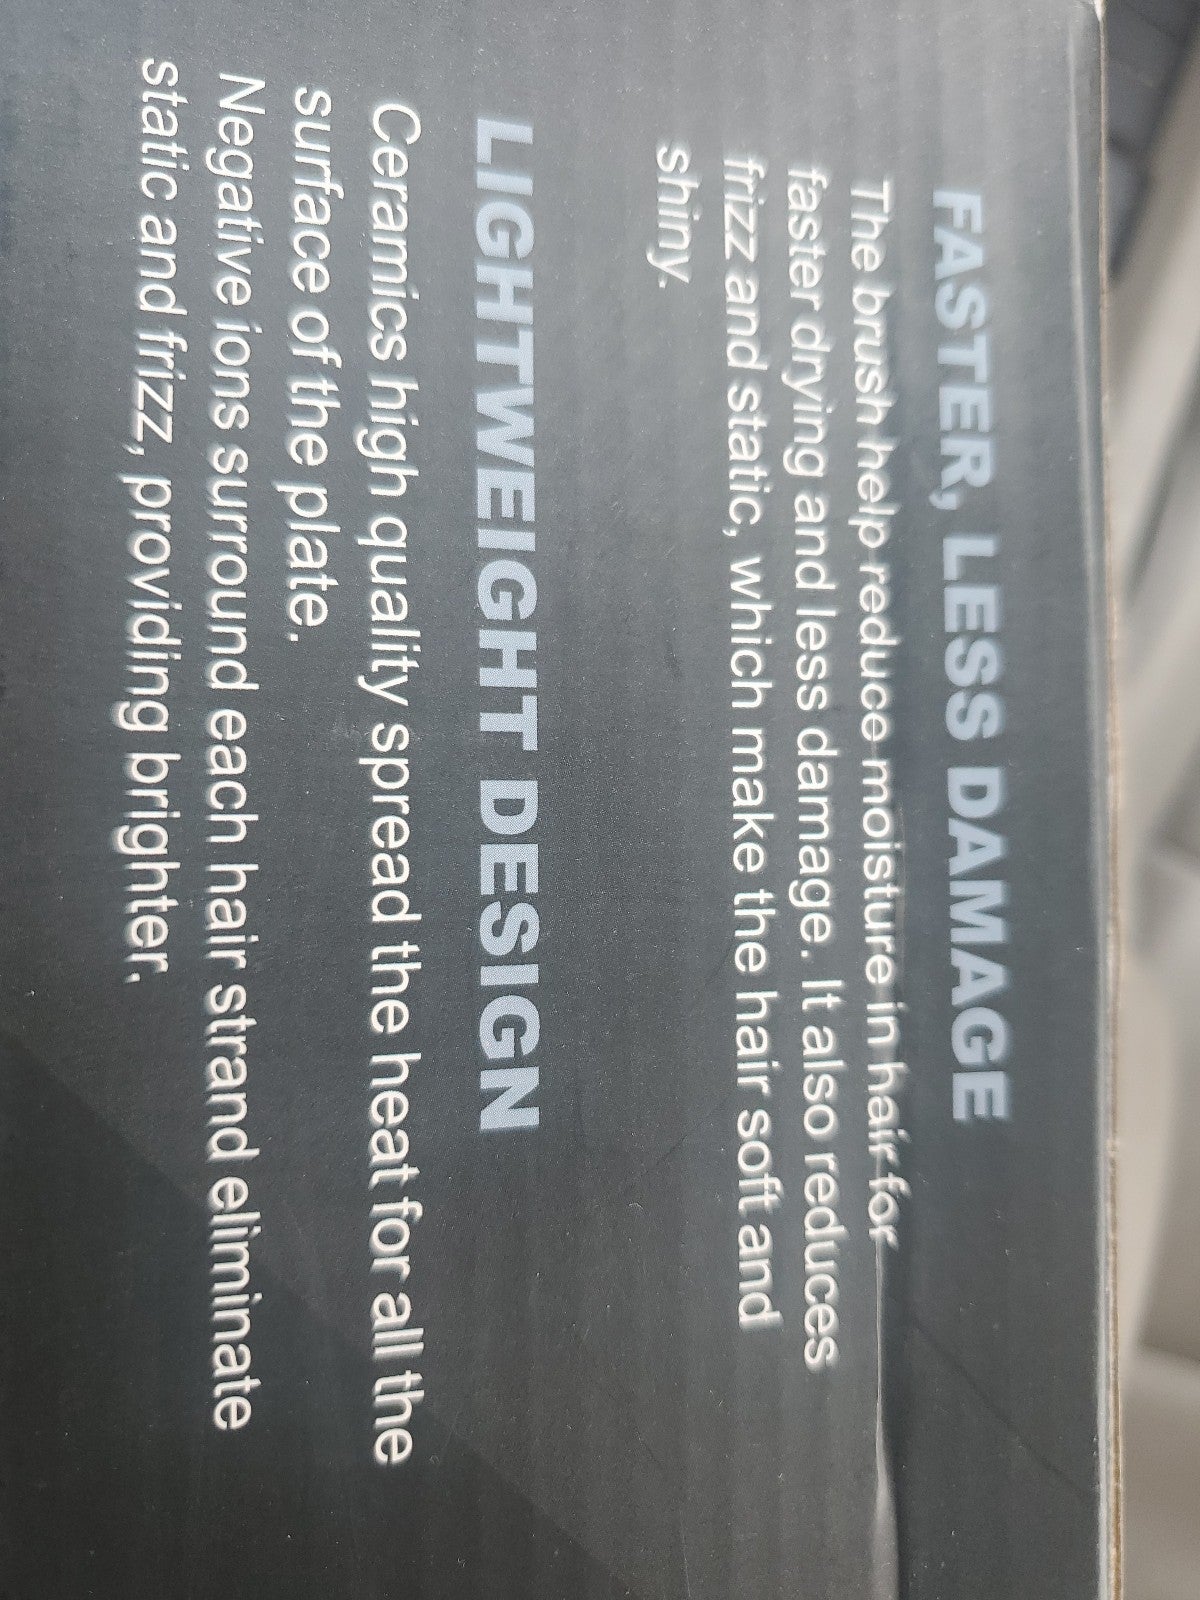 FASTER, LESS DAMAGE
The brush help reduce moisture in hair for
faster drying and less damage. It also reduces
frizz and static, which make the hair soft and
shiny.
LIGHTWEIGHT DESIGN
Ceramics high quality spread the heat for all the
surface of the plate.
Negative ions surround each hair strand eliminate
static and frizz, providing brighter.